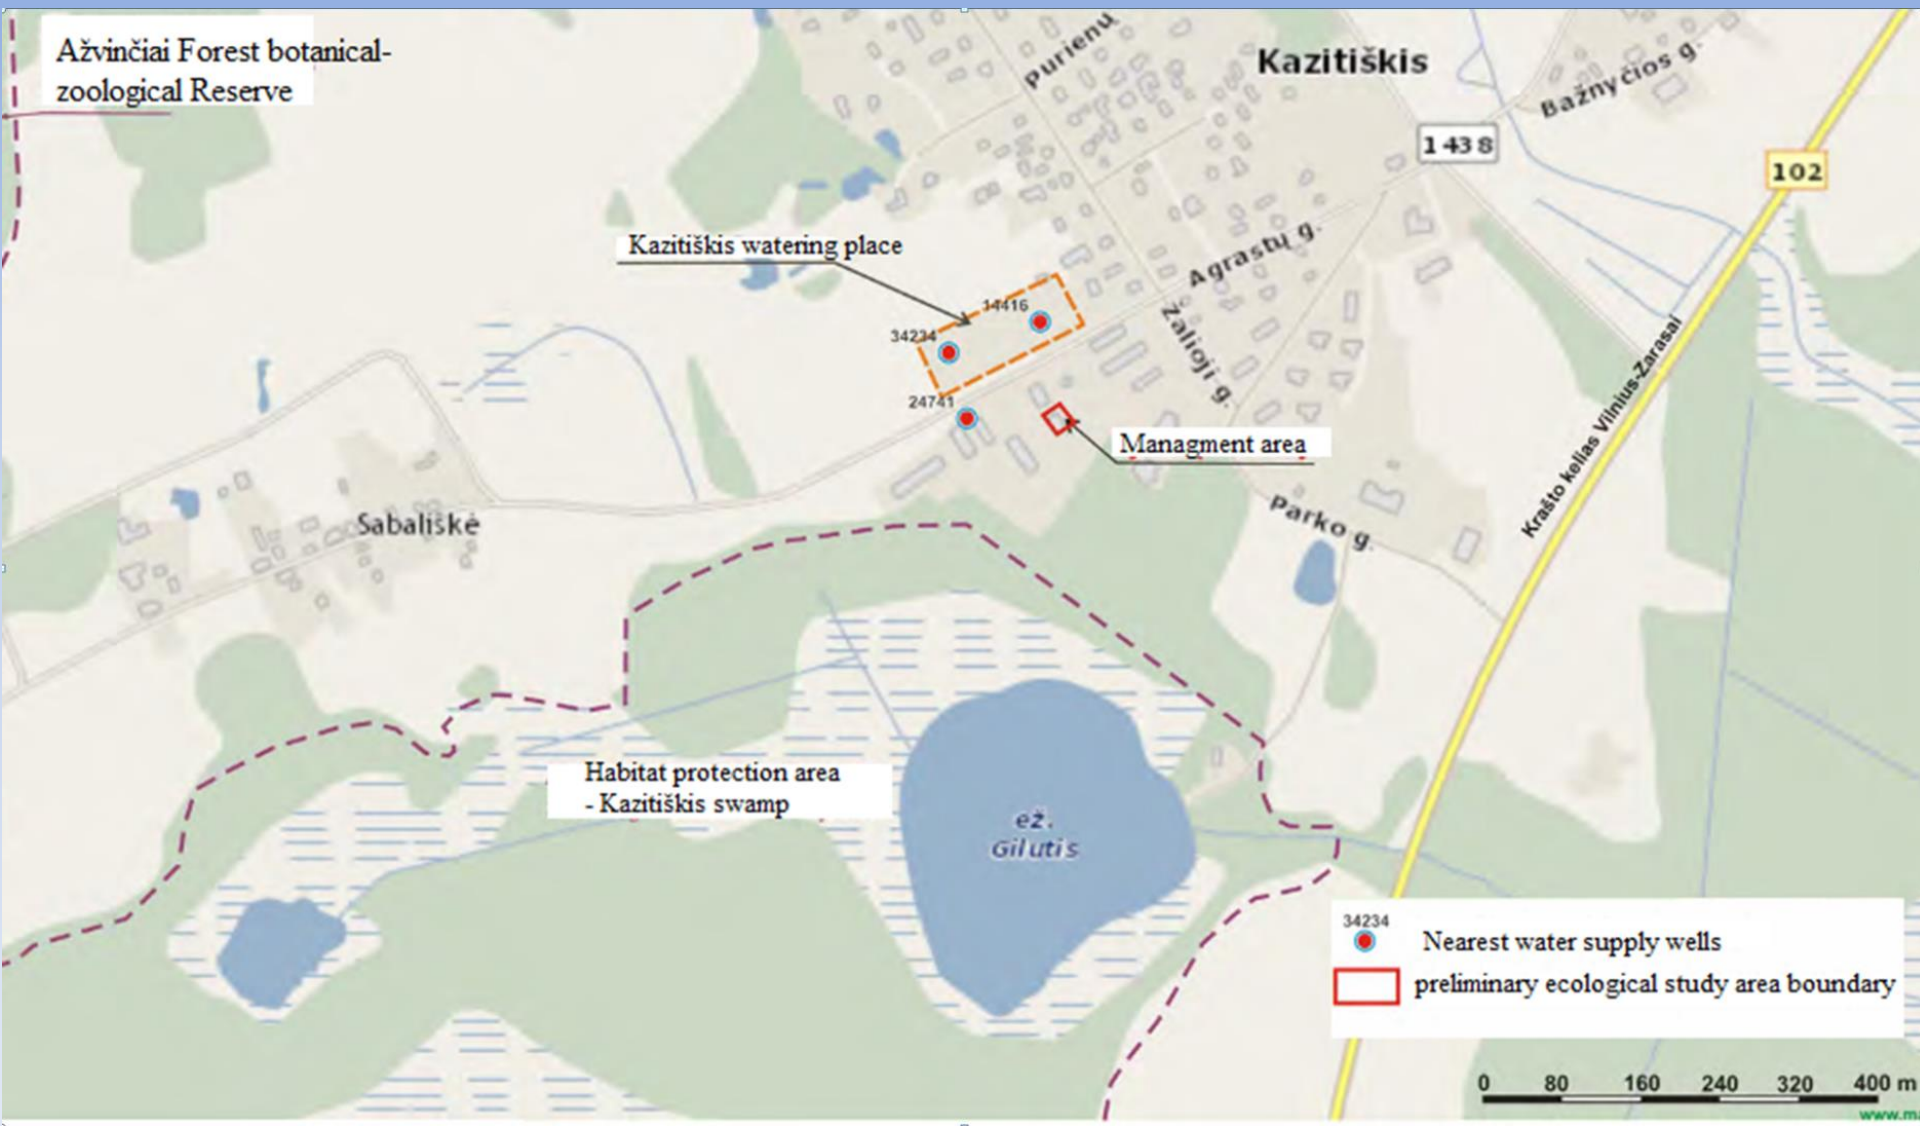 Ažvinčiai Forest botanical-
zoological Reserve
Purienų
Kazitiškis
Bažnyčios g.
1438
102
Kazitiškis watering place
Agrastų g.
14416
34234
Žalioji g.
24741
Managment area
Krašto kelias Vilnius-Zarasai
Sabališkė
Parko g.
Habitat protection area
- Kazitiškis swamp
ež.
Gilutis
34234
Nearest water supply wells
preliminary ecological study area boundary
0 80 160 240 320 400 m